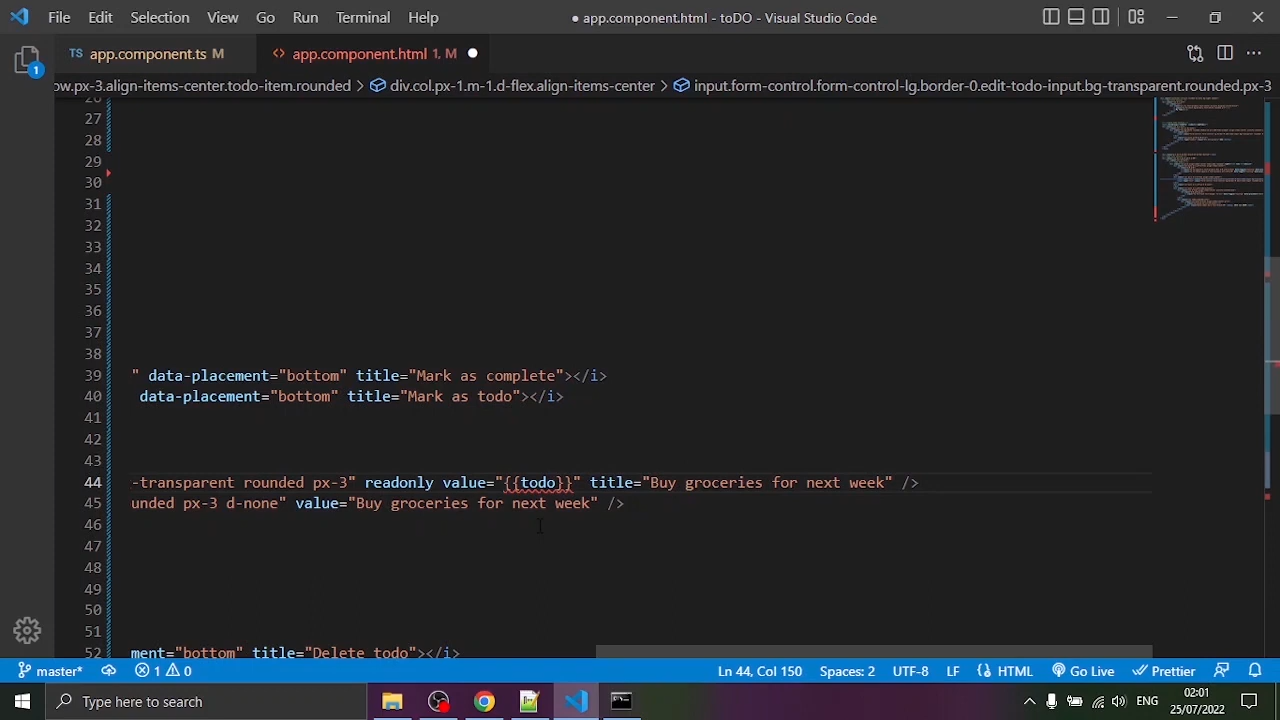 File Edit Selection View Go Run Terminal Help
● app.component.html - toDO - Visual Studio Code
TS app.component.ts M
<> app.component.html 1, M ●
ow.px-3.align-items-center.todo-item.rounded > div.col.px-1.m-1.d-flex.align-items-center > input.form-control.form-control-lg.border-0.edit-todo-input.bg-transparent.rounded.px-3
1
26
27
28
29
30
31
32
33
34
35
36
37
38
39 " data-placement="bottom" title="Mark as complete"></i>
40 data-placement="bottom" title="Mark as todo"></i>
41
42
43
44 -transparent rounded px-3" readonly value="{{todo}}" title="Buy groceries for next week" />
45 unded px-3 d-none" value="Buy groceries for next week" />
46
47
48
49
50
51
52 ment="bottom" title="Delete todo"></i>
master* 1 0 Ln 44, Col 150 Spaces: 2 UTF-8 LF HTML Go Live Prettier
Type here to search
ENG
02:01
25/07/2022